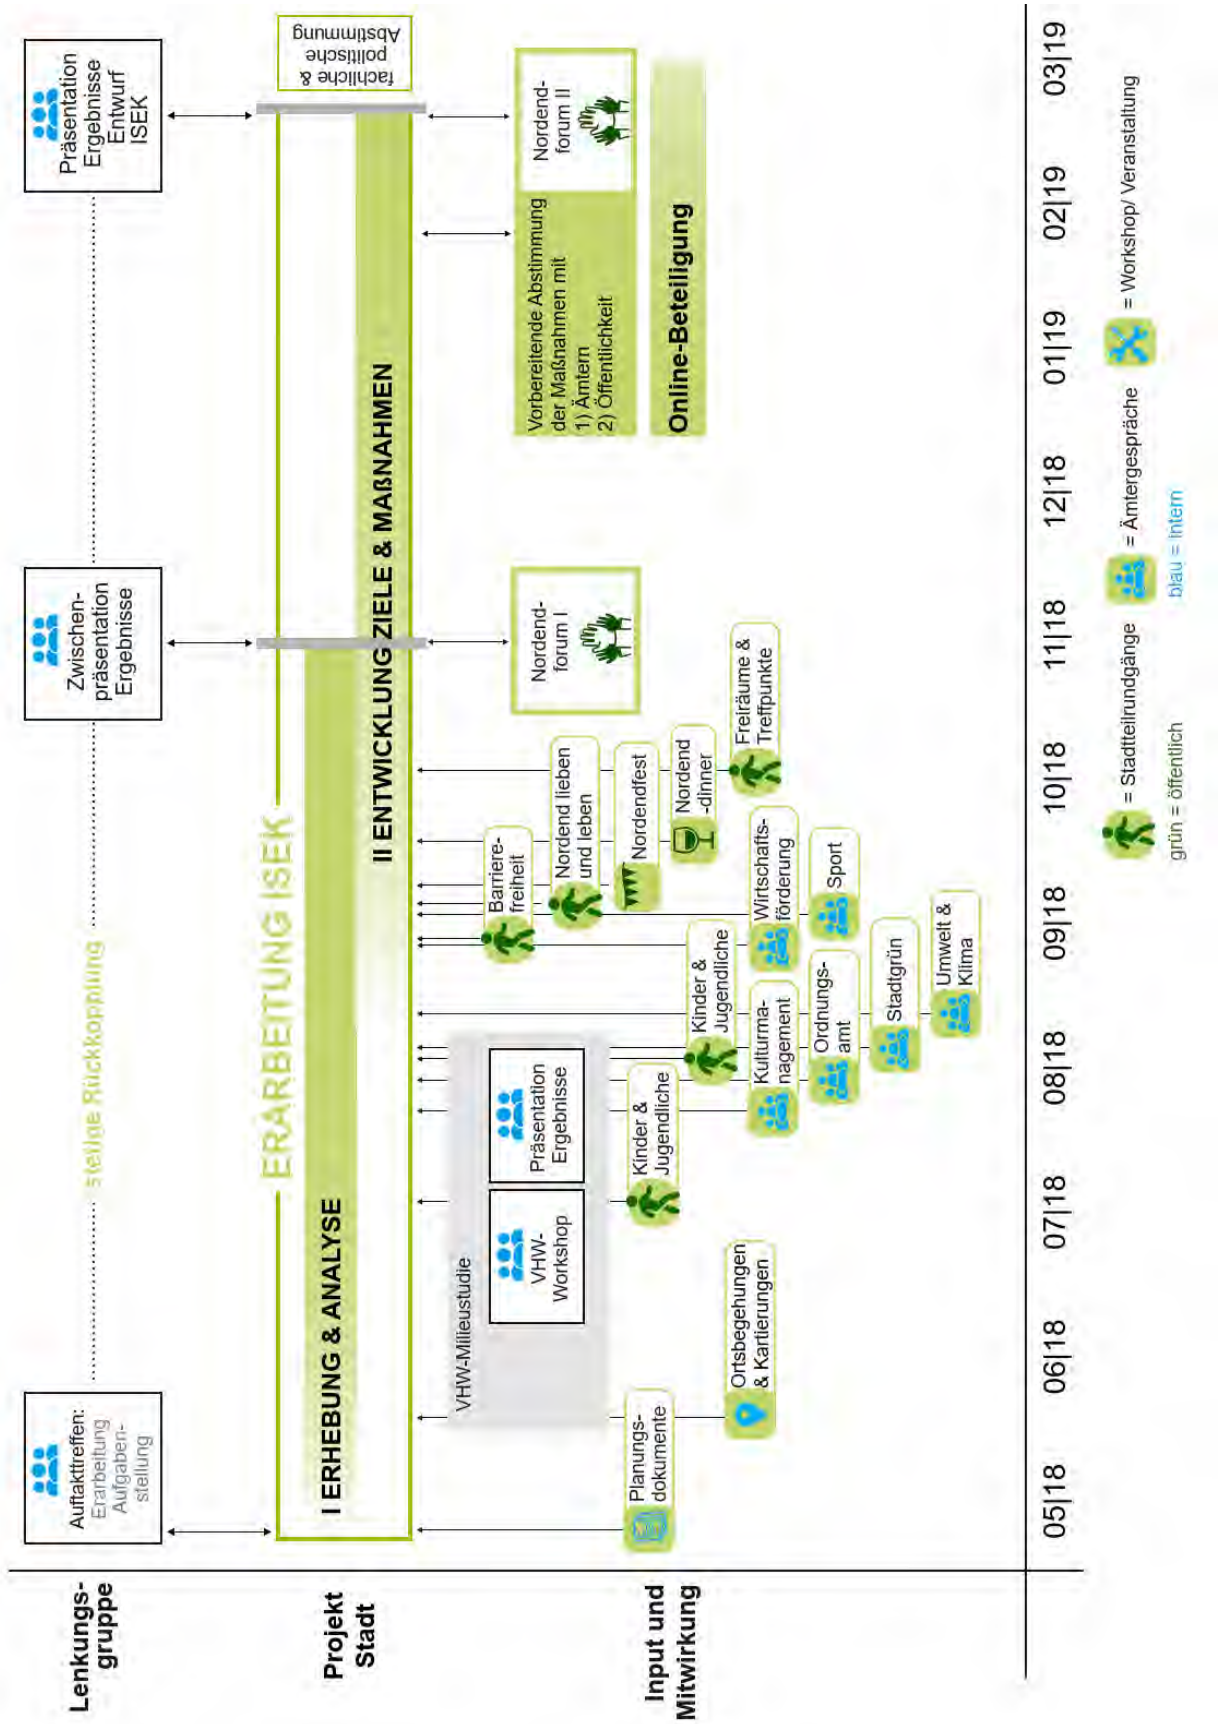 Lenkungs-
gruppe
Auftakttreffen:
Erarbeitung
Aufgaben-
stellung
stetige Rückkopplung
Zwischen-
präsentation
Ergebnisse
Präsentation
Ergebnisse
Entwurf
ISEK
Projekt
Stadt
ERARBEITUNG ISEK
I ERHEBUNG & ANALYSE
II ENTWICKLUNG ZIELE & MAßNAHMEN
fachliche &
politische
Abstimmung
Input und
Mitwirkung
VHW-Milieustudie
VHW-
Workshop
Präsentation
Ergebnisse
Planungs-
dokumente
Ortsbegehungen
& Kartierungen
Kinder &
Jugendliche
Kinder &
Jugendliche
Kulturma-
nagement
Ordnungs-
amt
Stadtgrün
Umwelt &
Klima
Barriere-
freiheit
Wirtschafts-
förderung
Sport
Nordend lieben
und leben
Nordendfest
Nordend
-dinner
Freiräume &
Treffpunkte
Nordend-
forum I
Vorbereitende Abstimmung
der Maßnahmen mit
1) Ämtern
2) Öffentlichkeit
Nordend-
forum II
Online-Beteiligung
05|18 06|18 07|18 08|18 09|18 10|18 11|18 12|18 01|19 02|19 03|19
= Stadtteilrundgänge = Ämtergespräche = Workshop/ Veranstaltung
grün = öffentlich blau = intern